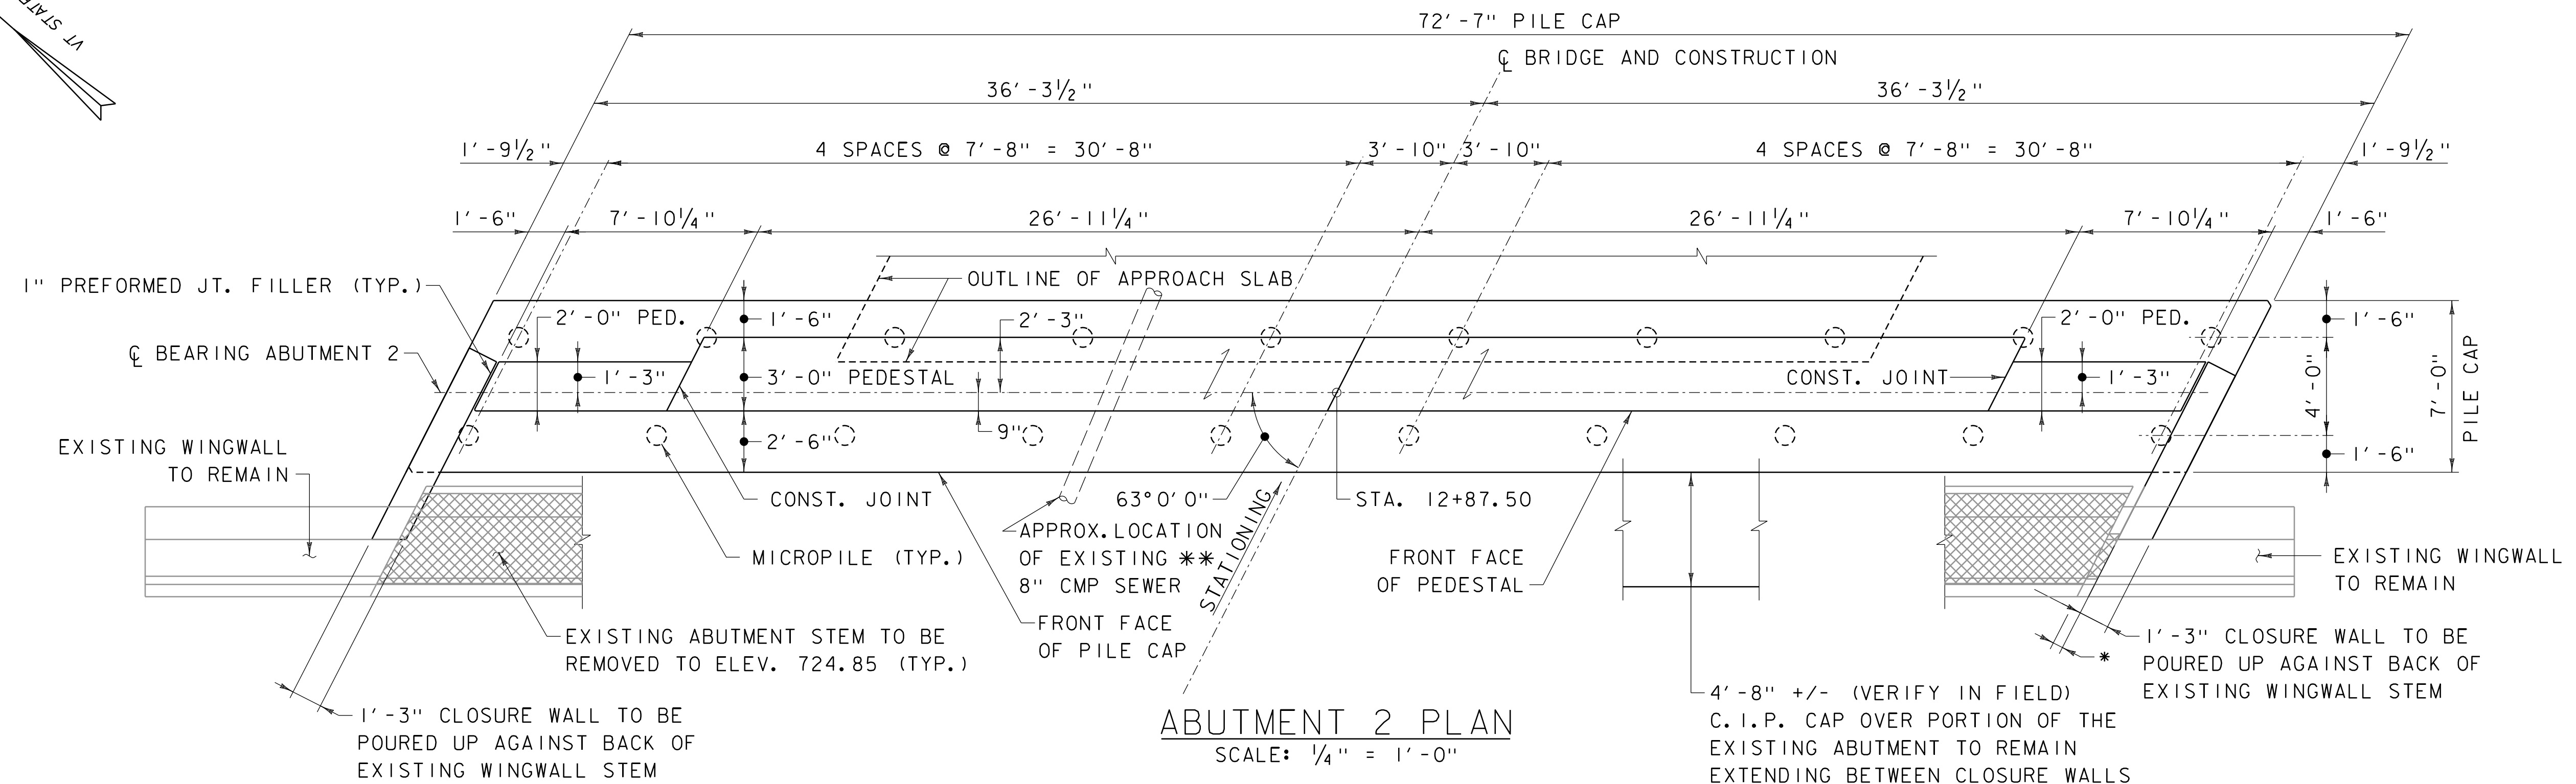 VT STATE
72'-7" PILE CAP
℄ BRIDGE AND CONSTRUCTION
36'-3½" 36'-3½"
1'-9½" 4 SPACES @ 7'-8" = 30'-8" 3'-10" 3'-10" 4 SPACES @ 7'-8" = 30'-8" 1'-9½"
1'-6" 7'-10¼" 26'-11¼" 26'-11¼" 7'-10¼" 1'-6"
1" PREFORMED JT. FILLER (TYP.)
OUTLINE OF APPROACH SLAB
2'-0" PED. 1'-6" 2'-3" 2'-0" PED. 1'-6"
℄ BEARING ABUTMENT 2
1'-3" 3'-0" PEDESTAL CONST. JOINT 1'-3"
4'-0"
7'-0"
PILE CAP
2'-6" 9" 1'-6"
EXISTING WINGWALL
TO REMAIN
CONST. JOINT
63°0'0"
STA. 12+87.50
STATIONING
MICROPILE (TYP.)
APPROX. LOCATION
OF EXISTING **
8" CMP SEWER
FRONT FACE
OF PEDESTAL
EXISTING WINGWALL
TO REMAIN
EXISTING ABUTMENT STEM TO BE
REMOVED TO ELEV. 724.85 (TYP.)
FRONT FACE
OF PILE CAP
1'-3" CLOSURE WALL TO BE
POURED UP AGAINST BACK OF
EXISTING WINGWALL STEM
*
1'-3" CLOSURE WALL TO BE
POURED UP AGAINST BACK OF
EXISTING WINGWALL STEM
4'-8" +/- (VERIFY IN FIELD)
C.I.P. CAP OVER PORTION OF THE
EXISTING ABUTMENT TO REMAIN
EXTENDING BETWEEN CLOSURE WALLS
ABUTMENT 2 PLAN
SCALE: ¼" = 1'-0"